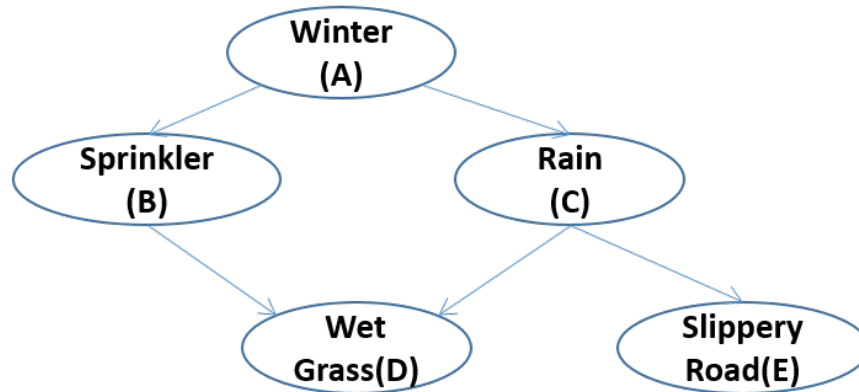 Winter
(A)
Sprinkler
(B)
Rain
(C)
Wet
Grass(D)
Slippery
Road(E)